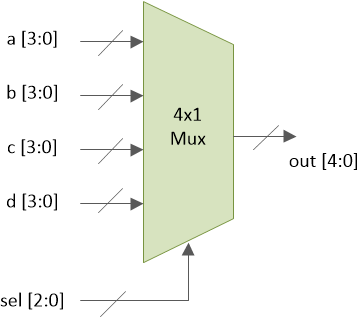 a [3:0]
b [3:0]
c [3:0]
d [3:0]
4x1
Mux
out [4:0]
sel [2:0]